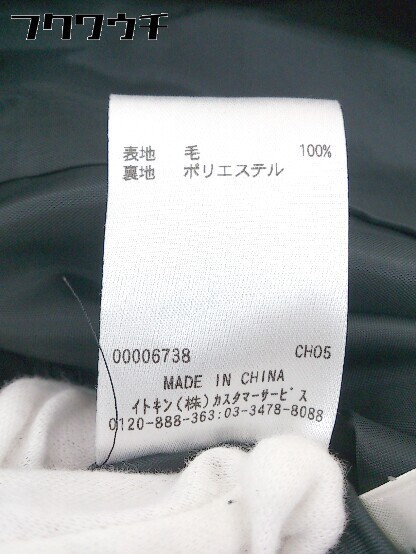 フクワウチ
表地 毛 100%
裏地 ポリエステル
00006738 CH05
MADE IN CHINA
イトキン(株)カスタマーサービス
0120-888-363:03-3478-8088